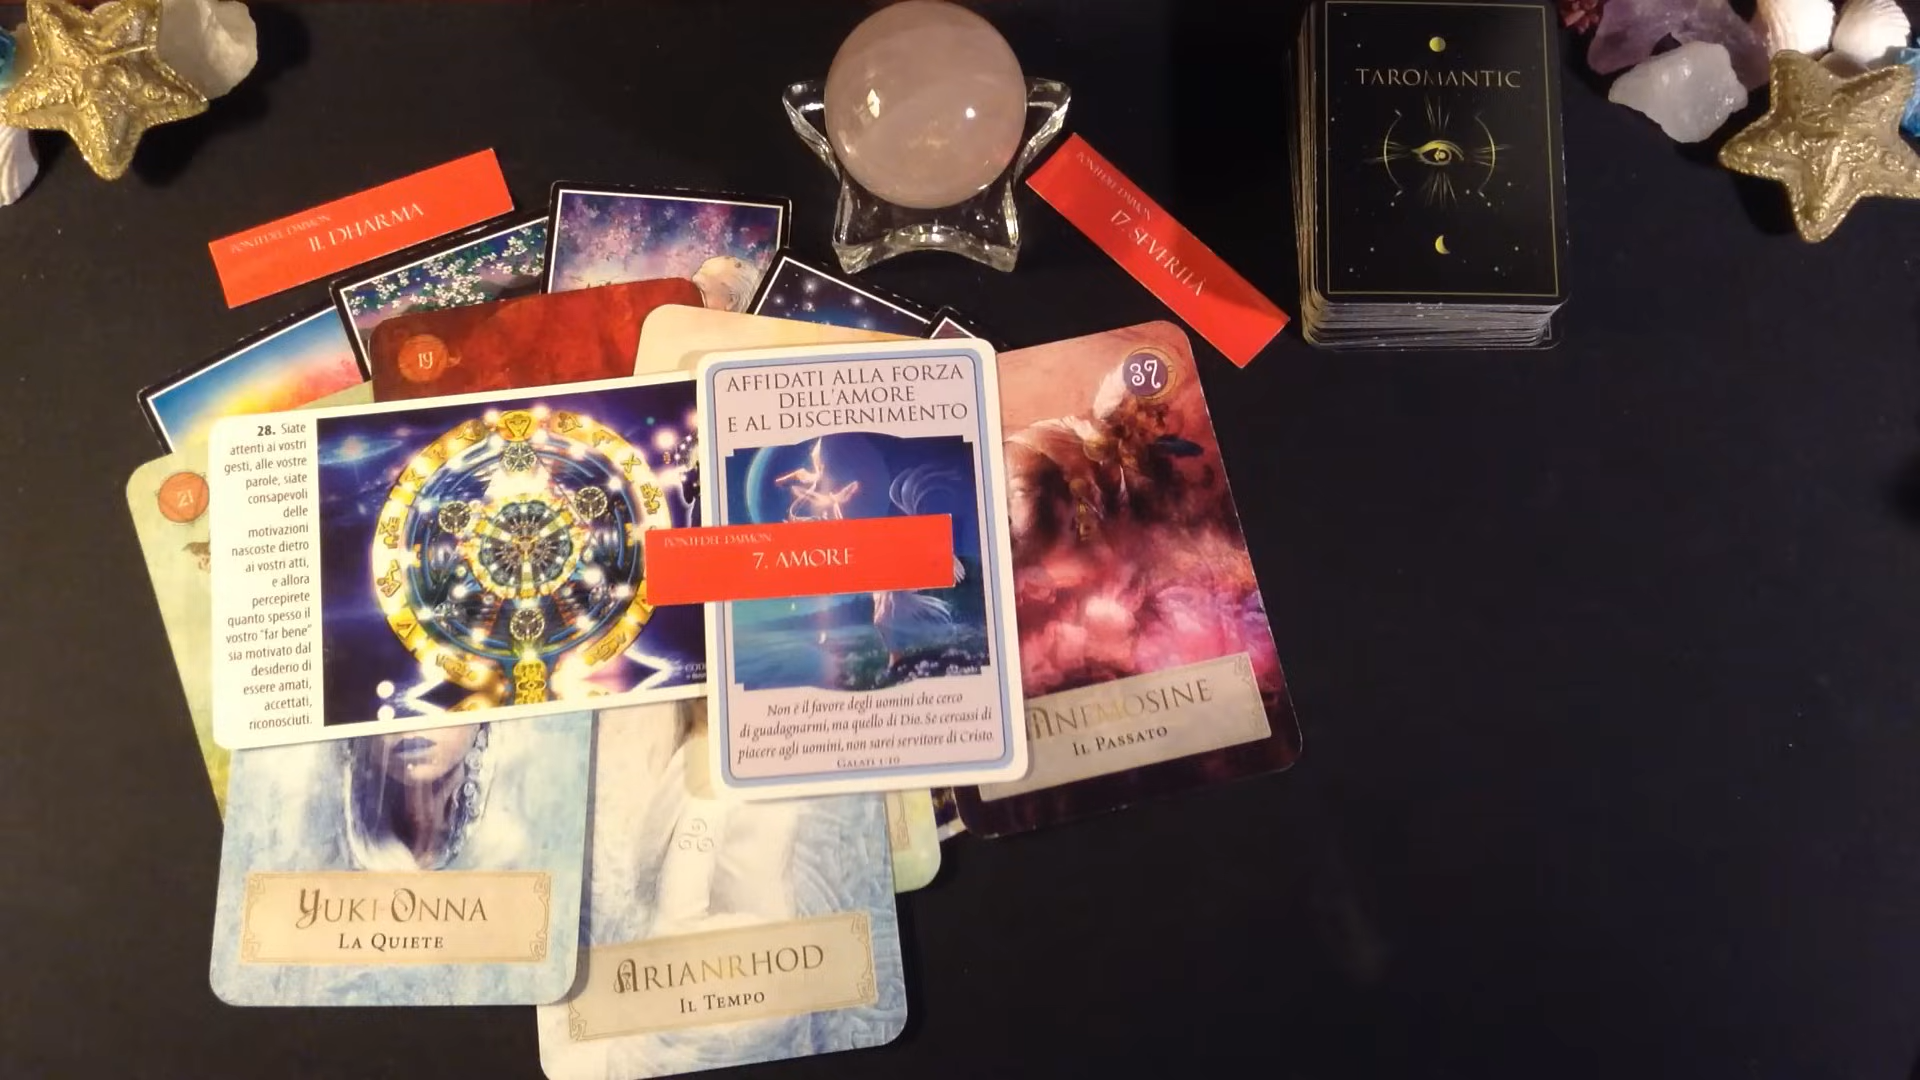 TAROMANTIC
PONTI DEL DAIMON
IL DHARMA
PONTI DEL DAIMON
17. SEVERITÀ
19
37
AFFIDATI ALLA FORZA
DELL'AMORE
E AL DISCERNIMENTO
28. Siate
attenti ai vostri
gesti, alle vostre
parole, siate
consapevoli
delle
motivazioni
nascoste dietro
ai vostri atti,
e allora
percepirete
quanto spesso il
vostro "far bene"
sia motivato dal
desiderio di
essere amati,
accettati,
riconosciuti.
21
PONTI DEL DAIMON
7. AMORE
Non è il favore degli uomini che cerco
di guadagnarmi, ma quello di Dio. Se cercassi di
piacere agli uomini, non sarei servitore di Cristo.
GALATI 1:10
MNEMOSINE
IL PASSATO
YUKI-ONNA
LA QUIETE
ARIANRHOD
IL TEMPO